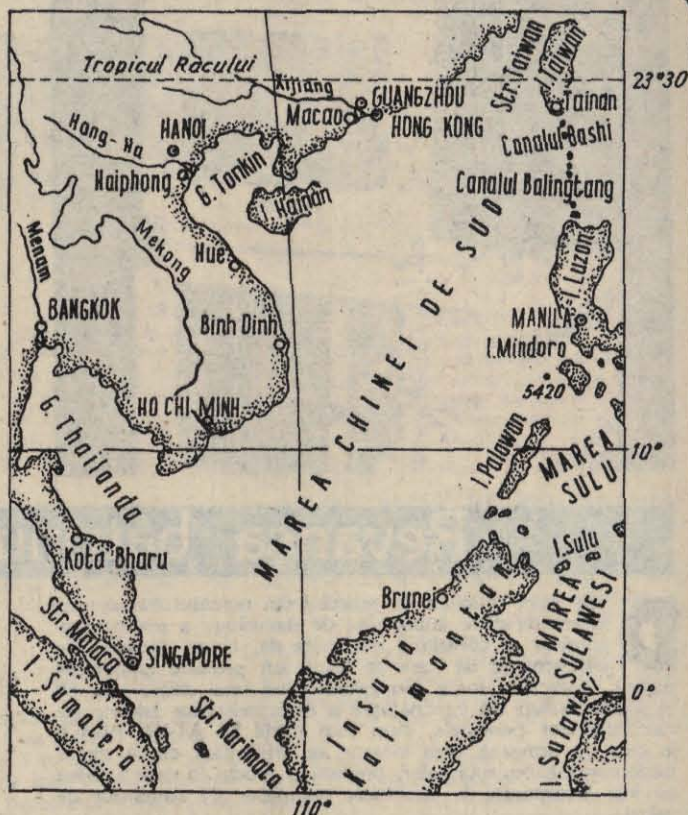 Tropicul Racului
Xijiang
Str. Taiwan
I. Taiwan
23°30
GUANGZHOU
Macao
HONG KONG
Tainan
Canalul Bashi
Hong-Ha
HANOI
Haiphong
G. Tonkin
I. Hainan
Canalul Balingtang
Menam
Mekong
Hue
I. Luzon
BANGKOK
Binh Dinh
MANILA
I. Mindoro
5420
HO CHI MINH
MAREA CHINEI DE SUD
G. Thailanda
10°
I. Palawan
MAREA
SULU
Kota Bharu
I. Sulu
Brunei
MAREA
SULAWESI
Str. Malaca
SINGAPORE
I. Sumatera
Str. Karimata
Insula
Kalimantan
0°
I. Sulawesi
110°